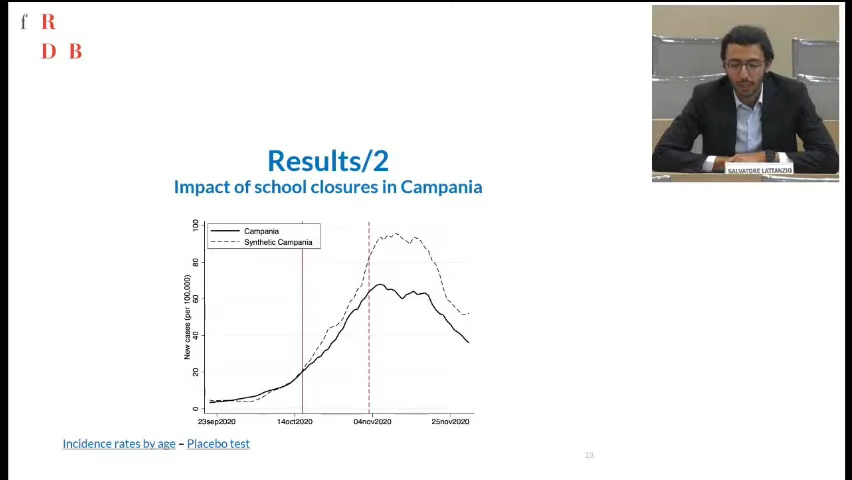 f R
D B
SALVATORE LATTANZIO
Results/2
Impact of school closures in Campania
Campania
Synthetic Campania
New cases (per 100,000)
100
80
60
40
20
0
23sep2020 14oct2020 04nov2020 25nov2020
Incidence rates by age – Placebo test
13